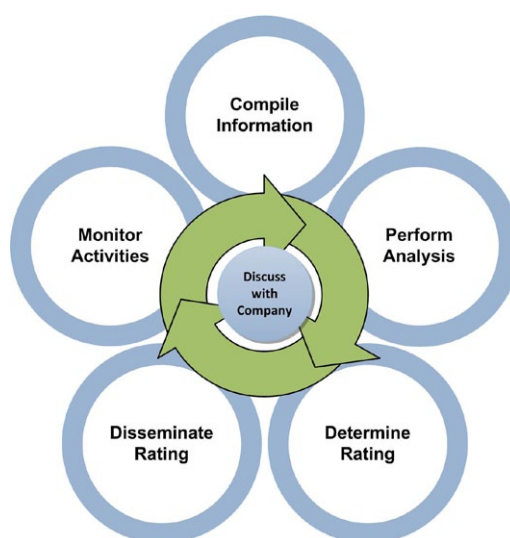 Compile
Information
Perform
Analysis
Determine
Rating
Disseminate
Rating
Monitor
Activities
Discuss
with
Company